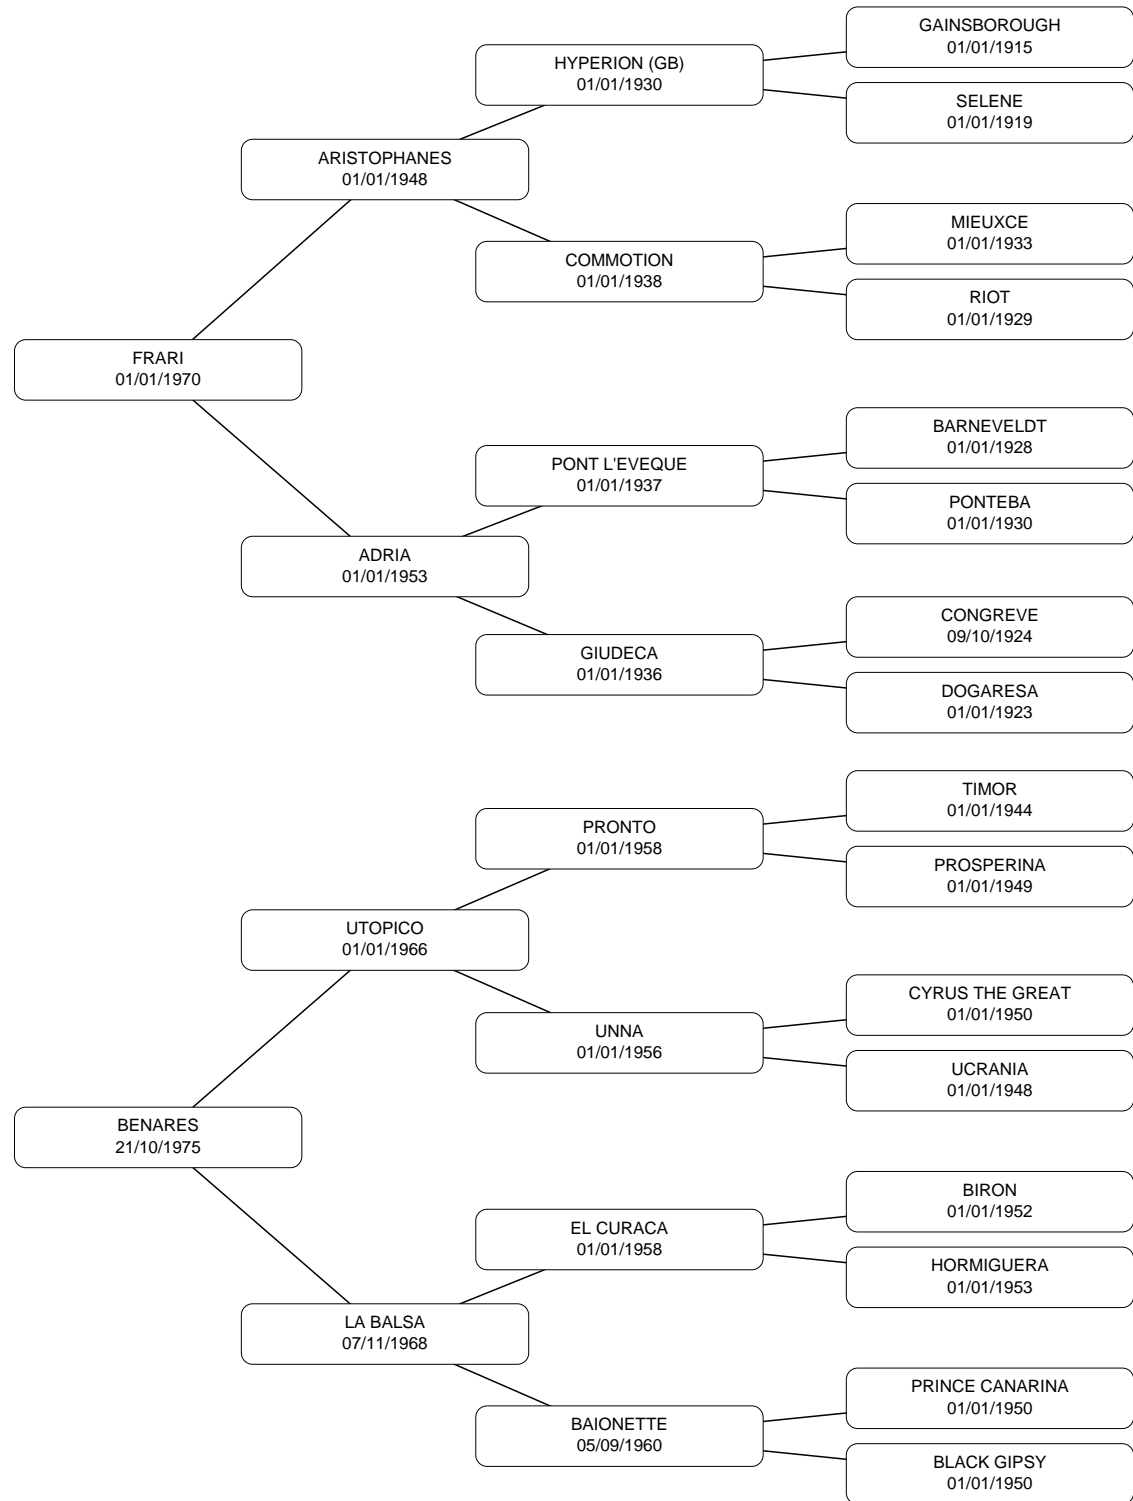 GAINSBOROUGH
01/01/1915
HYPERION (GB)
01/01/1930
SELENE
01/01/1919
ARISTOPHANES
01/01/1948
MIEUXCE
01/01/1933
COMMOTION
01/01/1938
RIOT
01/01/1929
FRARI
01/01/1970
BARNEVELDT
01/01/1928
PONT L'EVEQUE
01/01/1937
PONTEBA
01/01/1930
ADRIA
01/01/1953
CONGREVE
09/10/1924
GIUDECA
01/01/1936
DOGARESA
01/01/1923
TIMOR
01/01/1944
PRONTO
01/01/1958
PROSPERINA
01/01/1949
UTOPICO
01/01/1966
CYRUS THE GREAT
01/01/1950
UNNA
01/01/1956
UCRANIA
01/01/1948
BENARES
21/10/1975
BIRON
01/01/1952
EL CURACA
01/01/1958
HORMIGUERA
01/01/1953
LA BALSA
07/11/1968
PRINCE CANARINA
01/01/1950
BAIONETTE
05/09/1960
BLACK GIPSY
01/01/1950